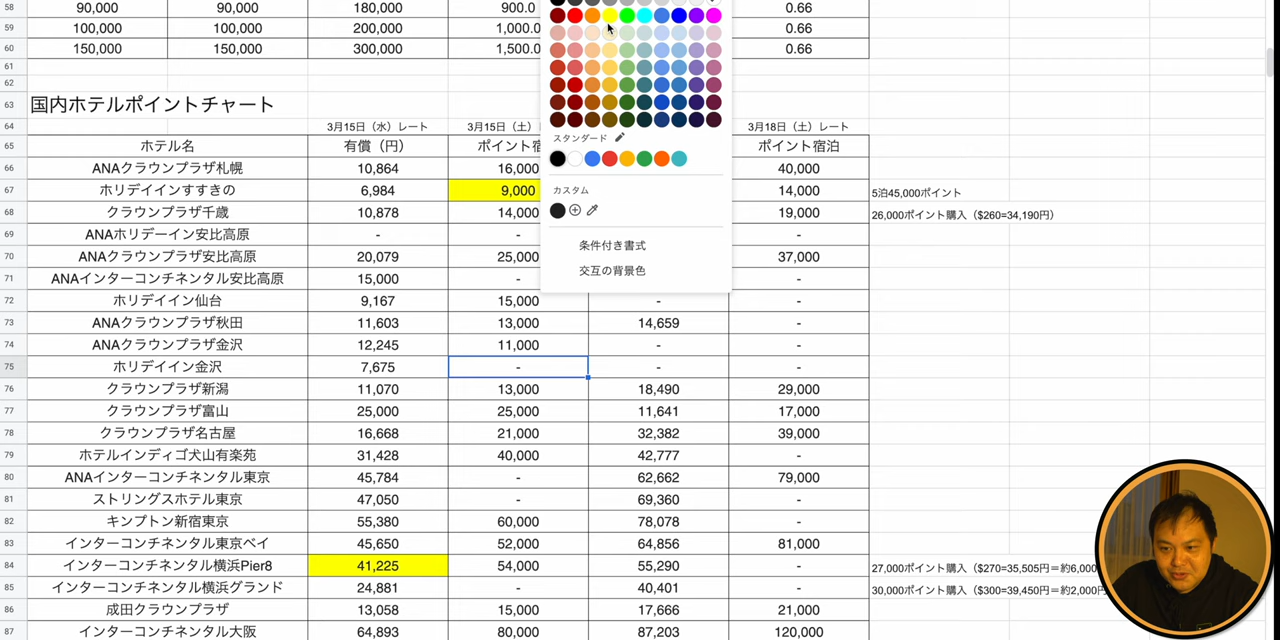 58 90,000 90,000 180,000 900.0 0.66
59 100,000 100,000 200,000 1,000.0 0.66
60 150,000 150,000 300,000 1,500.0 0.66
61
62
63 国内ホテルポイントチャート
64 3月15日（水）レート 3月15日（土） 3月18日（土）レート
65 ホテル名 有償（円） ポイント宿 ポイント宿泊
66 ANAクラウンプラザ札幌 10,864 16,000 40,000
67 ホリデイインすすきの 6,984 9,000 14,000 5泊45,000ポイント
68 クラウンプラザ千歳 10,878 14,000 19,000 26,000ポイント購入（$260=34,190円）
69 ANAホリデーイン安比高原 - - -
70 ANAクラウンプラザ安比高原 20,079 25,000 37,000
71 ANAインターコンチネンタル安比高原 15,000 - -
72 ホリデイイン仙台 9,167 15,000 - -
73 ANAクラウンプラザ秋田 11,603 13,000 14,659 -
74 ANAクラウンプラザ金沢 12,245 11,000 - -
75 ホリデイイン金沢 7,675 - - -
76 クラウンプラザ新潟 11,070 13,000 18,490 29,000
77 クラウンプラザ富山 25,000 25,000 11,641 17,000
78 クラウンプラザ名古屋 16,668 21,000 32,382 39,000
79 ホテルインディゴ犬山有楽苑 31,428 40,000 42,777 -
80 ANAインターコンチネンタル東京 45,784 - 62,662 79,000
81 ストリングスホテル東京 47,050 - 69,360 -
82 キンプトン新宿東京 55,380 60,000 78,078 -
83 インターコンチネンタル東京ベイ 45,650 52,000 64,856 81,000
84 インターコンチネンタル横浜Pier8 41,225 54,000 55,290 - 27,000ポイント購入（$270=35,505円＝約6,000
85 インターコンチネンタル横浜グランド 24,881 - 40,401 - 30,000ポイント購入（$300=39,450円＝約2,000円
86 成田クラウンプラザ 13,058 15,000 17,666 21,000
87 インターコンチネンタル大阪 64,893 80,000 87,203 120,000
スタンダード
カスタム
条件付き書式
交互の背景色